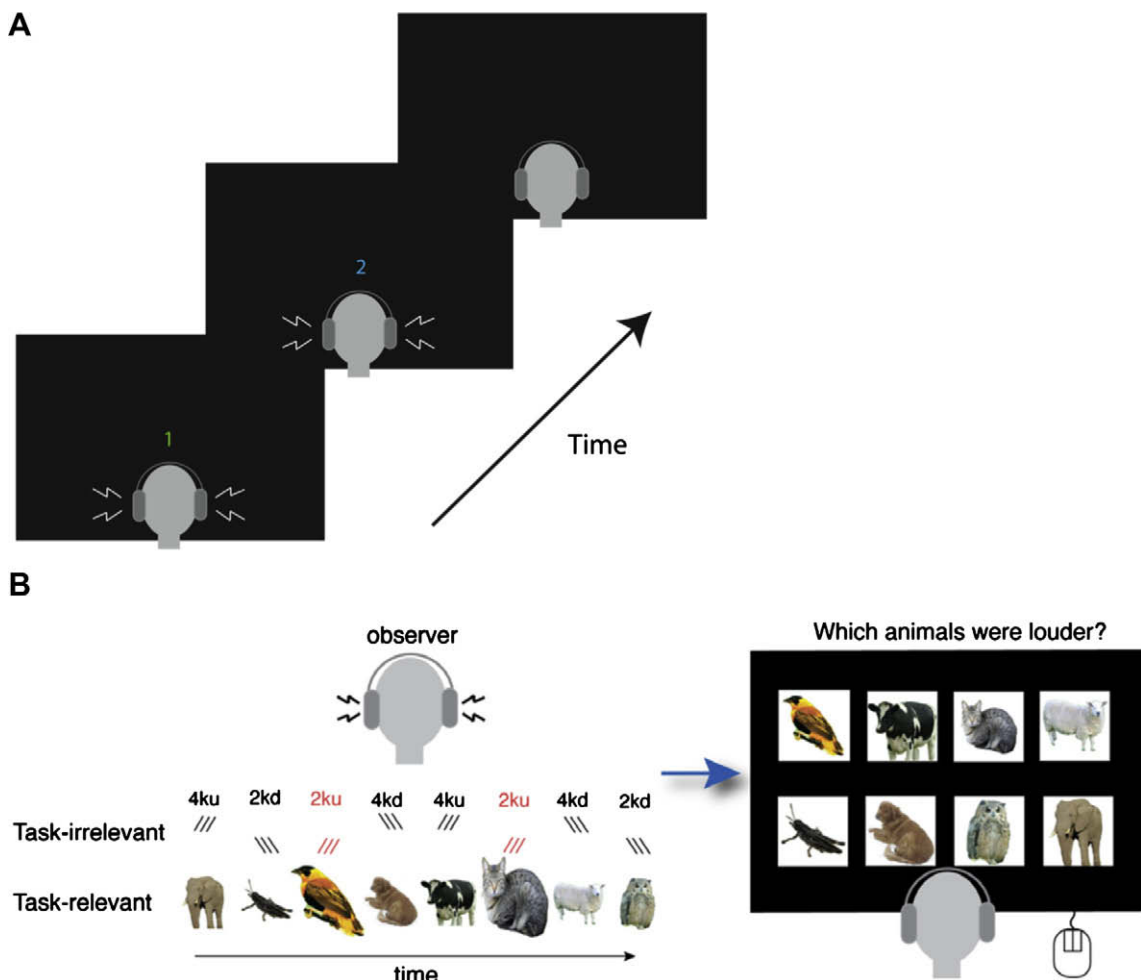 A
2
1
Time
B
observer
Which animals were louder?
4ku 2kd 2ku 4kd 4ku 2ku 4kd 2kd
Task-irrelevant
Task-relevant
time